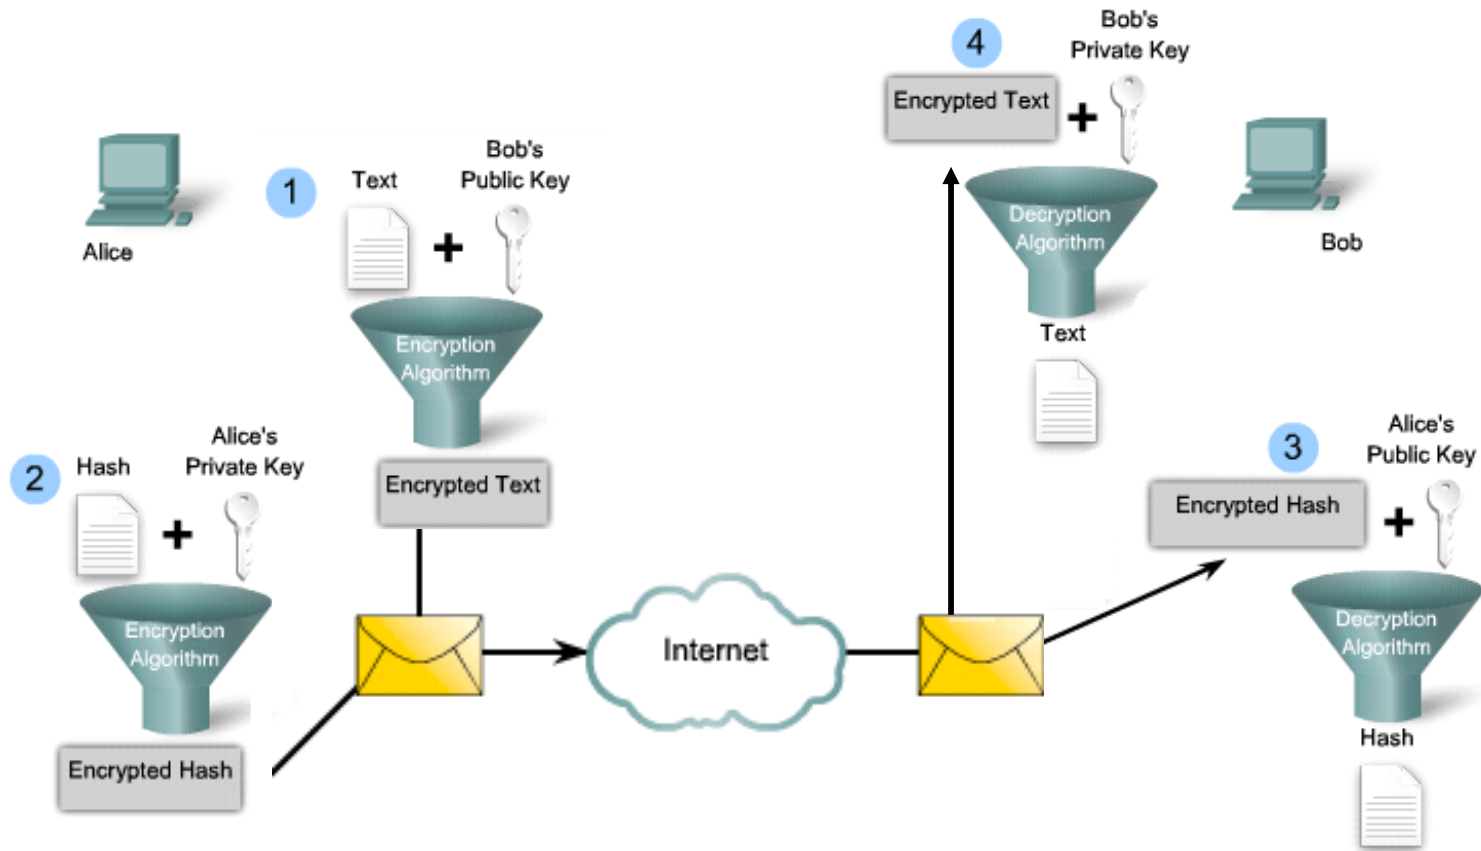 Alice
1
Text
Bob's
Public Key
Encryption
Algorithm
Encrypted Text
2
Hash
Alice's
Private Key
Encryption
Algorithm
Encrypted Hash
Internet
4
Bob's
Private Key
Encrypted Text
Decryption
Algorithm
Text
Bob
3
Alice's
Public Key
Encrypted Hash
Decryption
Algorithm
Hash